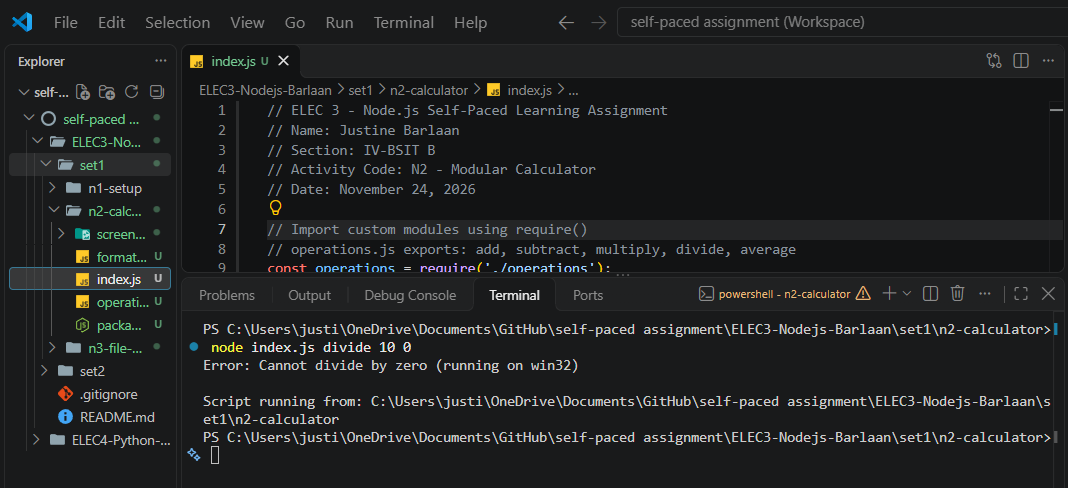 File Edit Selection View Go Run Terminal Help
self-paced assignment (Workspace)
Explorer
self-...
self-paced ...
ELEC3-No...
set1
n1-setup
n2-calc...
screen...
format... U
index.js U
operati... U
packa... U
n3-file-...
set2
.gitignore
README.md
ELEC4-Python-...
index.js U
ELEC3-Nodejs-Barlaan > set1 > n2-calculator > index.js > ...
1 // ELEC 3 - Node.js Self-Paced Learning Assignment
2 // Name: Justine Barlaan
3 // Section: IV-BSIT B
4 // Activity Code: N2 - Modular Calculator
5 // Date: November 24, 2026
6
7 // Import custom modules using require()
8 // operations.js exports: add, subtract, multiply, divide, average
9 const operations = require('./operations');
Problems Output Debug Console Terminal Ports
powershell - n2-calculator
PS C:\Users\justi\OneDrive\Documents\GitHub\self-paced assignment\ELEC3-Nodejs-Barlaan\set1\n2-calculator>
node index.js divide 10 0
Error: Cannot divide by zero (running on win32)
Script running from: C:\Users\justi\OneDrive\Documents\GitHub\self-paced assignment\ELEC3-Nodejs-Barlaan\s
et1\n2-calculator
PS C:\Users\justi\OneDrive\Documents\GitHub\self-paced assignment\ELEC3-Nodejs-Barlaan\set1\n2-calculator>